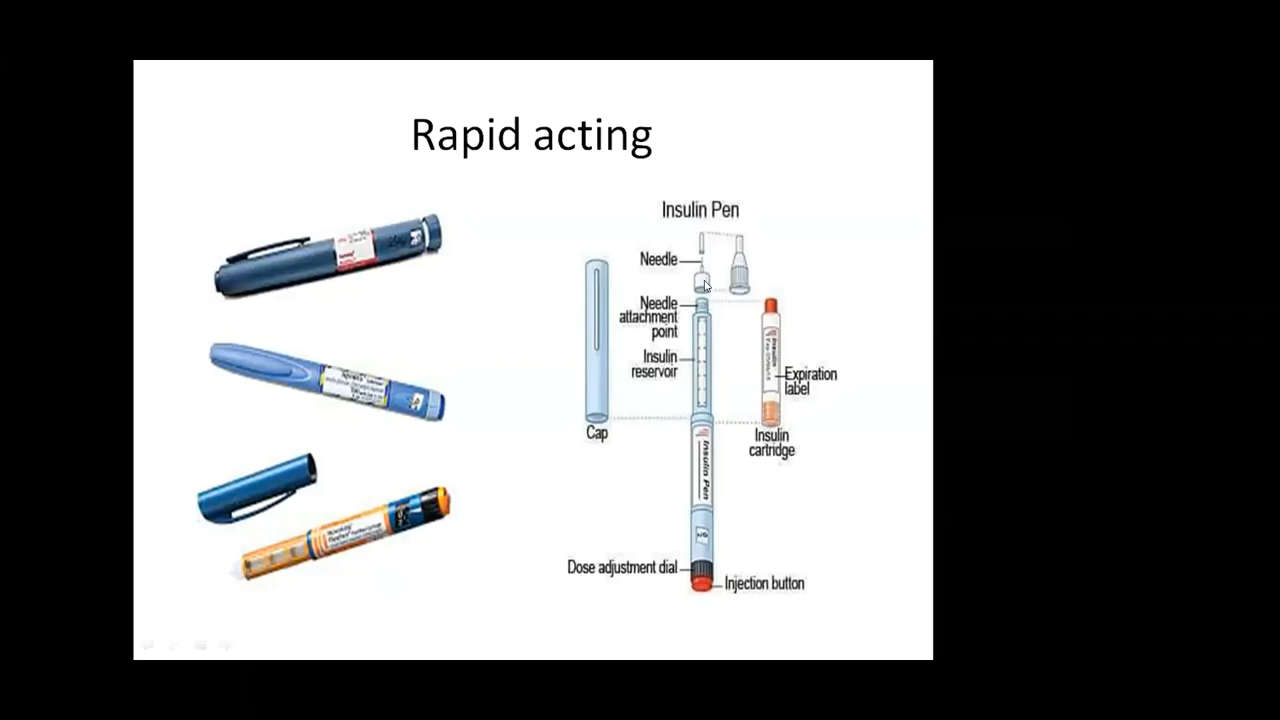 Rapid acting
Insulin Pen
Needle
Needle
attachment
point
Insulin
reservoir
Expiration
label
Cap
Insulin
cartridge
Insulin Pen
Dose adjustment dial
Injection button